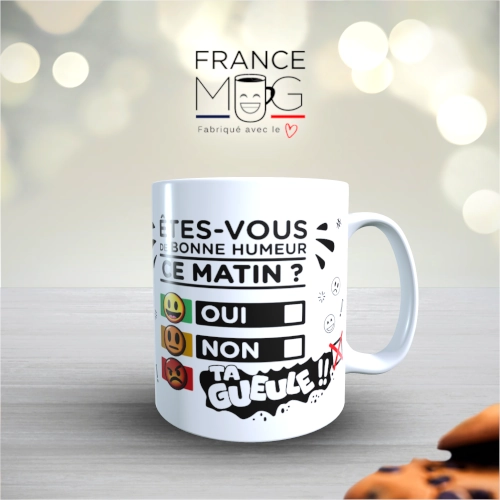 FRANCE
MUG
Fabriqué avec le
ÊTES-VOUS
DE BONNE HUMEUR
CE MATIN ?
OUI
NON
TA
GUEULE !!